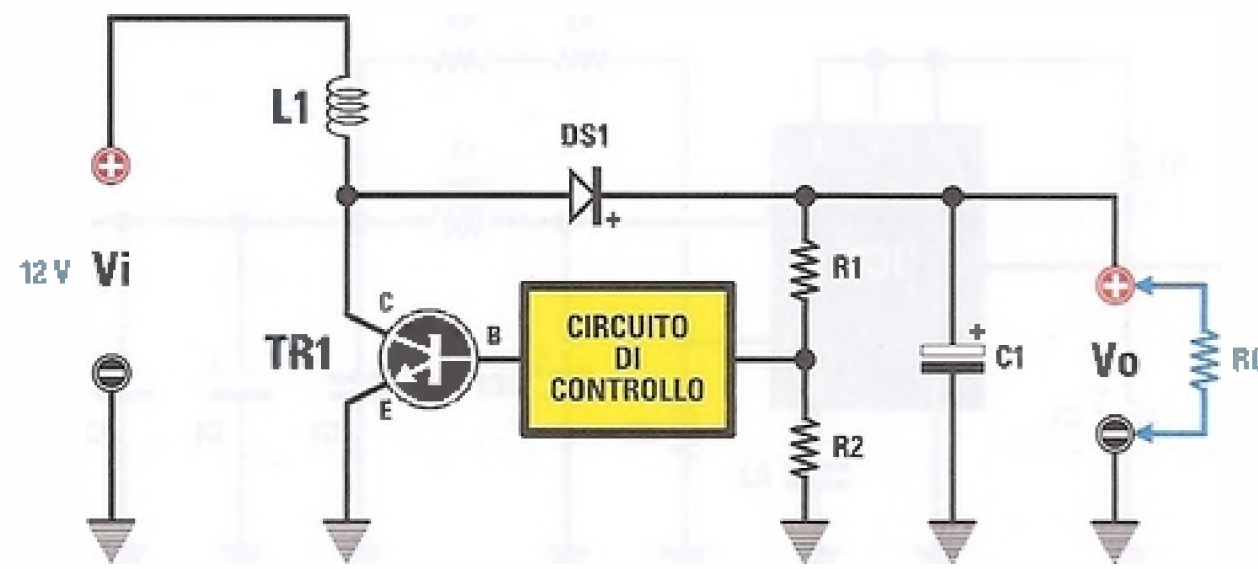 L1
DS1
+
12 V Vi
R1
C
B
TR1
E
CIRCUITO
DI
CONTROLLO
+
C1
Vo
R2